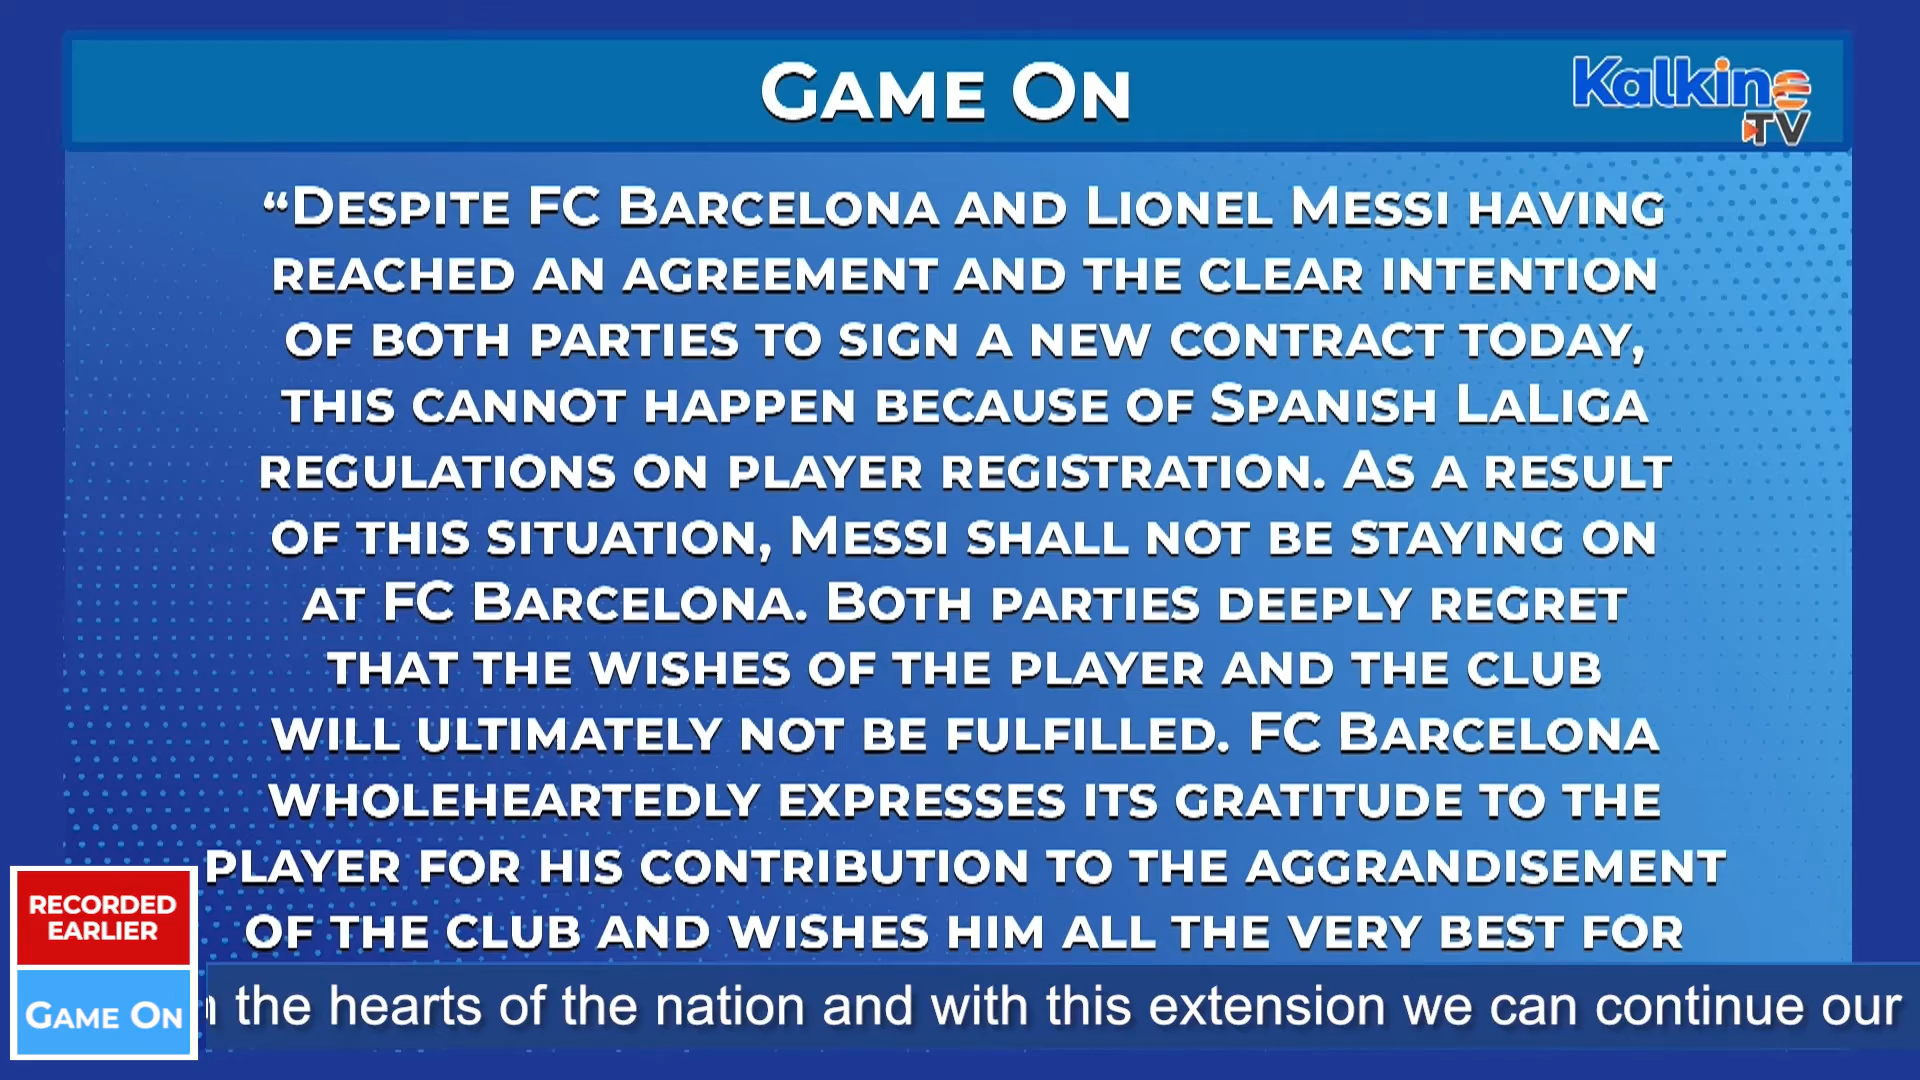 GAME ON
Kalkine
TV
“DESPITE FC BARCELONA AND LIONEL MESSI HAVING
REACHED AN AGREEMENT AND THE CLEAR INTENTION
OF BOTH PARTIES TO SIGN A NEW CONTRACT TODAY,
THIS CANNOT HAPPEN BECAUSE OF SPANISH LALIGA
REGULATIONS ON PLAYER REGISTRATION. AS A RESULT
OF THIS SITUATION, MESSI SHALL NOT BE STAYING ON
AT FC BARCELONA. BOTH PARTIES DEEPLY REGRET
THAT THE WISHES OF THE PLAYER AND THE CLUB
WILL ULTIMATELY NOT BE FULFILLED. FC BARCELONA
WHOLEHEARTEDLY EXPRESSES ITS GRATITUDE TO THE
PLAYER FOR HIS CONTRIBUTION TO THE AGGRANDISEMENT
OF THE CLUB AND WISHES HIM ALL THE VERY BEST FOR
RECORDED
EARLIER
GAME ON
the hearts of the nation and with this extension we can continue our